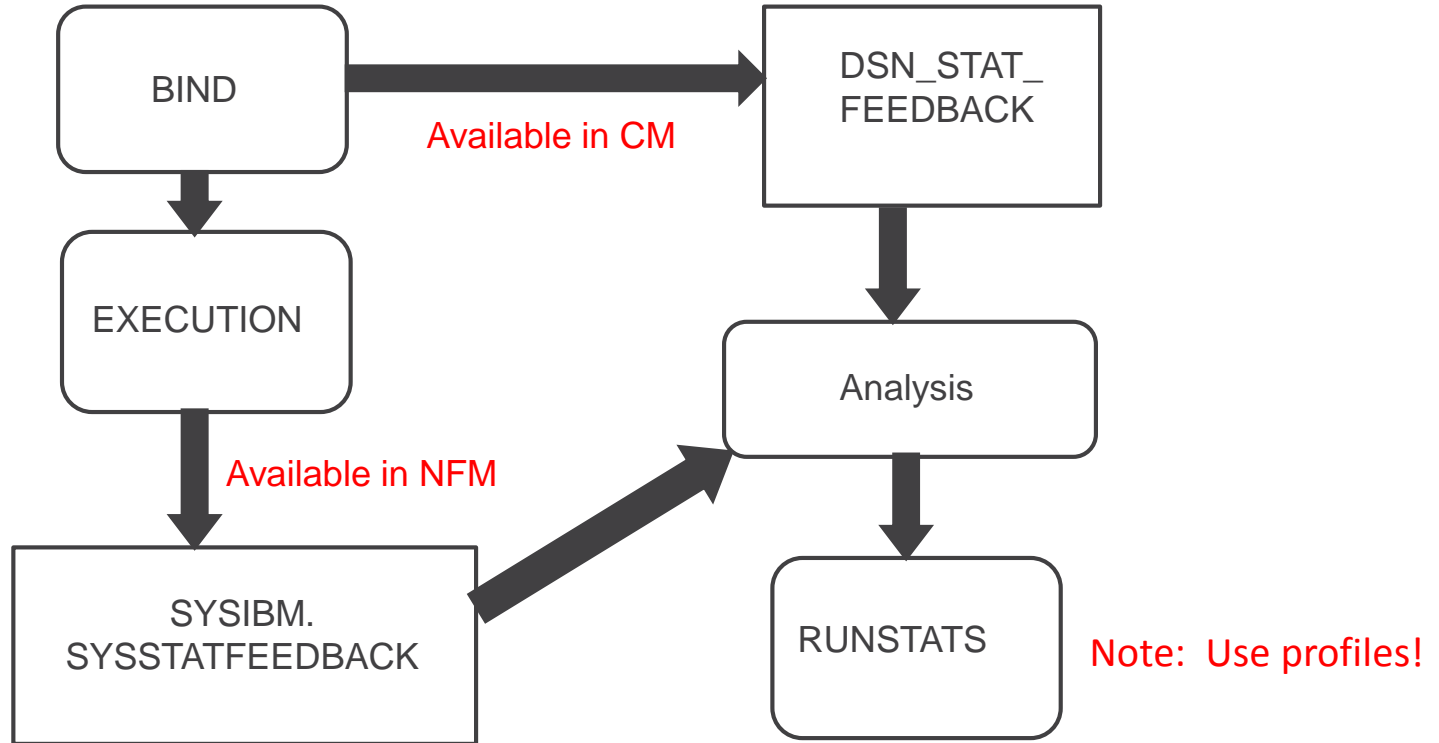 BIND
DSN_STAT_
FEEDBACK
Available in CM
EXECUTION
Analysis
Available in NFM
SYSIBM.
SYSSTATFEEDBACK
RUNSTATS
Note: Use profiles!